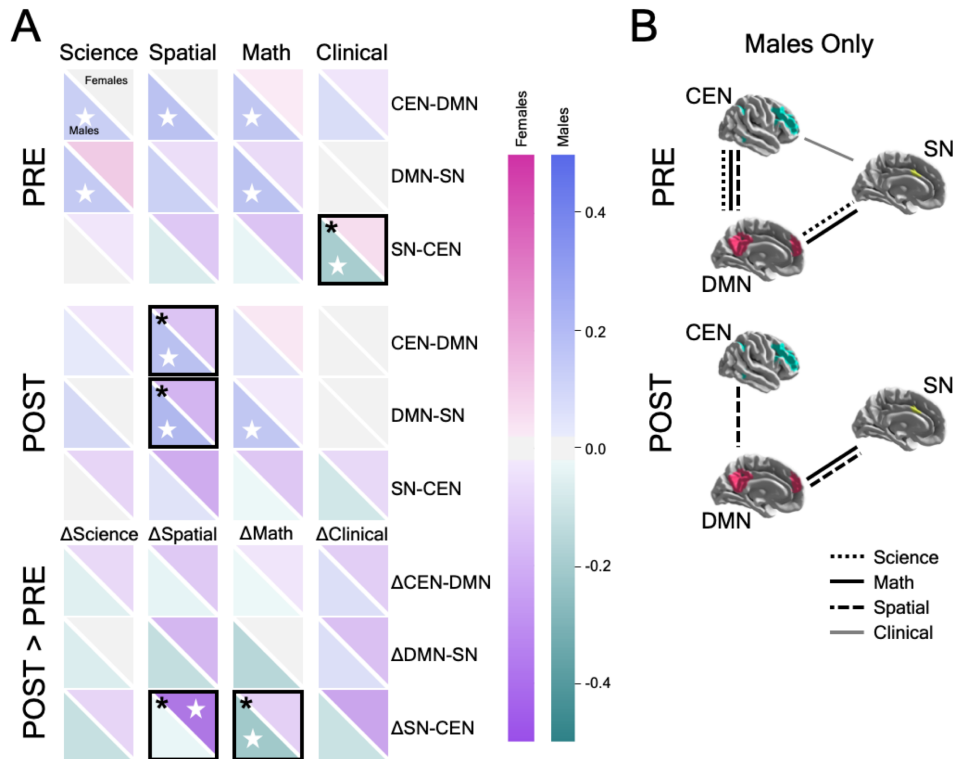 A
Science Spatial Math Clinical
Females
Males
PRE
CEN-DMN
*
DMN-SN
SN-CEN
POST
*
CEN-DMN
*
DMN-SN
SN-CEN
ΔScience ΔSpatial ΔMath ΔClinical
POST > PRE
ΔCEN-DMN
ΔDMN-SN
* *
ΔSN-CEN
Females
Males
0.4
0.2
0.0
-0.2
-0.4
B
Males Only
PRE
CEN
SN
DMN
POST
CEN
SN
DMN
Science
Math
Spatial
Clinical